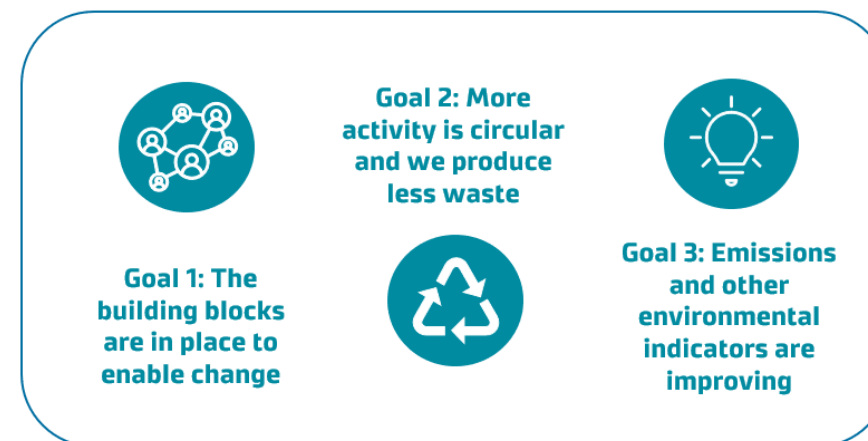 Goal 1: The
building blocks
are in place to
enable change
Goal 2: More
activity is circular
and we produce
less waste
Goal 3: Emissions
and other
environmental
indicators are
improving